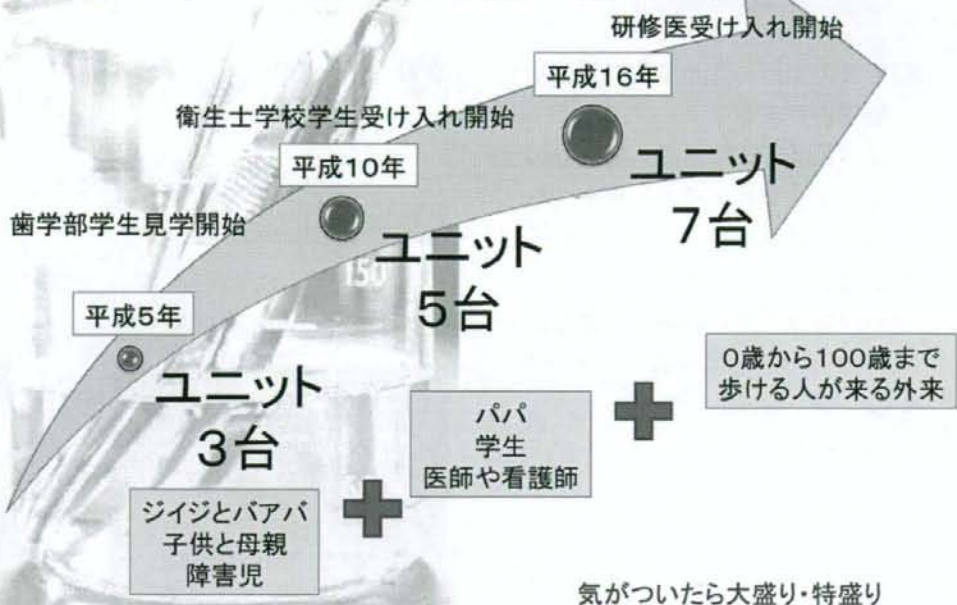 研修医受け入れ開始
平成16年
ユニット
7台
衛生士学校学生受け入れ開始
平成10年
ユニット
5台
歯学部学生見学開始
150
平成5年
ユニット
3台
0歳から100歳まで
歩ける人が来る外来
パパ
学生
医師や看護師
ジイジとバアバ
子供と母親
障害児
気がついたら大盛り・特盛り